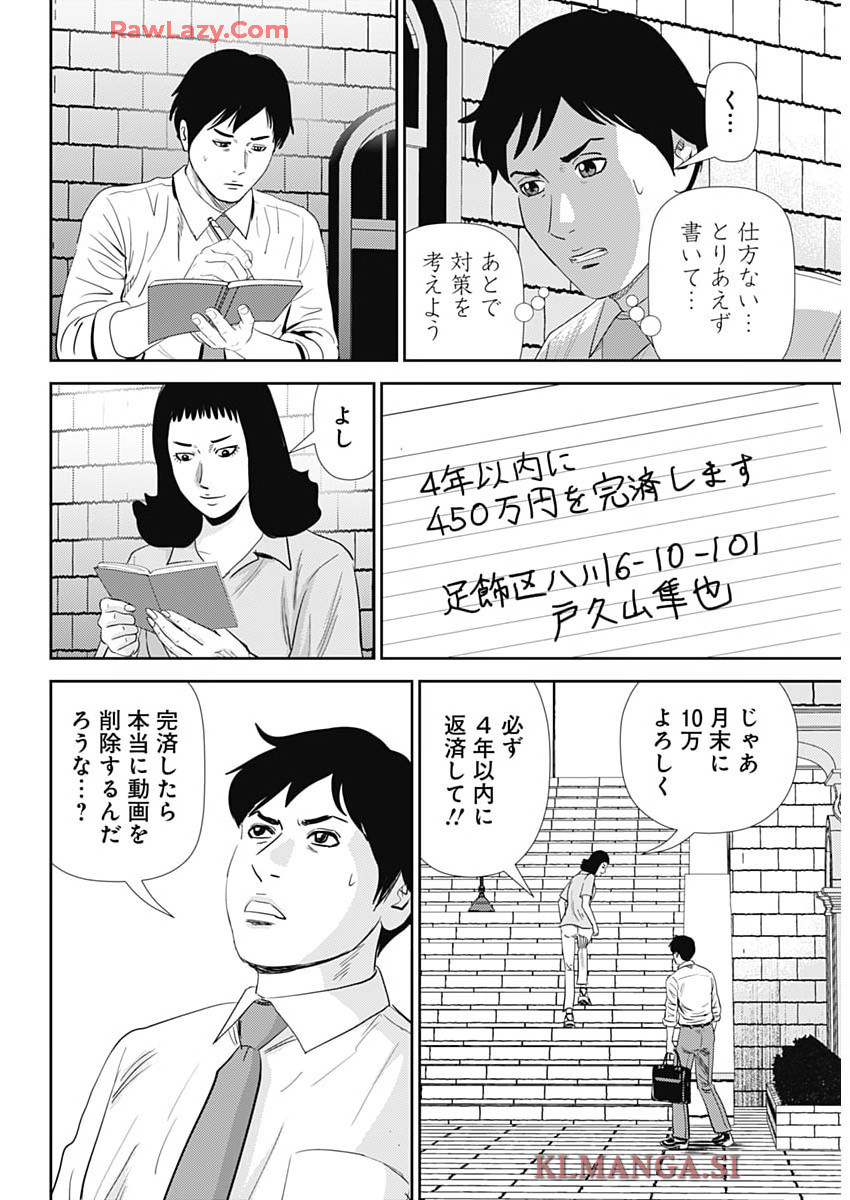 RawLazy.Com
く…
仕方ない…
とりあえず
書いて…
あとで
対策を
考えよう
4年以内に
450万円を完済します
足飾区八川6-10-101
戸久山隼也
よし
じゃあ
月末に
10万
よろしく
必ず
4年以内に
返済して!!
完済したら
本当に動画を
削除するんだ
ろうな…?
KLMANGA.SI